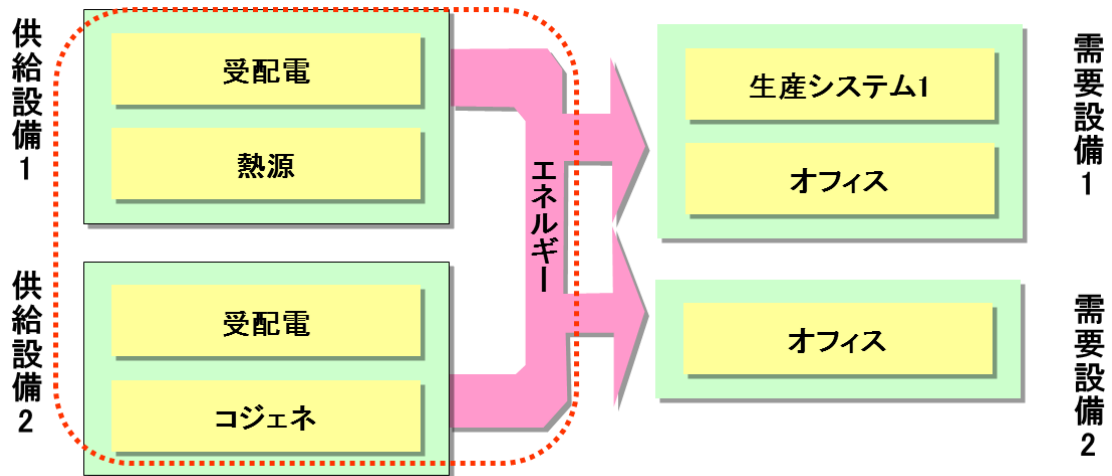 供給設備1
受配電
熱源
供給設備2
受配電
コジェネ
エネルギー
生産システム1
オフィス
需要設備1
オフィス
需要設備2